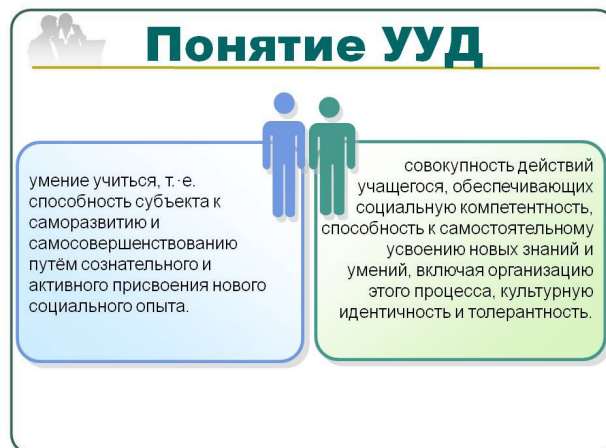 Понятие УУД
умение учиться, т.·е.
способность субъекта к
саморазвитию и
самосовершенствованию
путём сознательного и
активного присвоения нового
социального опыта.
совокупность действий
учащегося, обеспечивающих
социальную компетентность,
способность к самостоятельному
усвоению новых знаний и
умений, включая организацию
этого процесса, культурную
идентичность и толерантность.